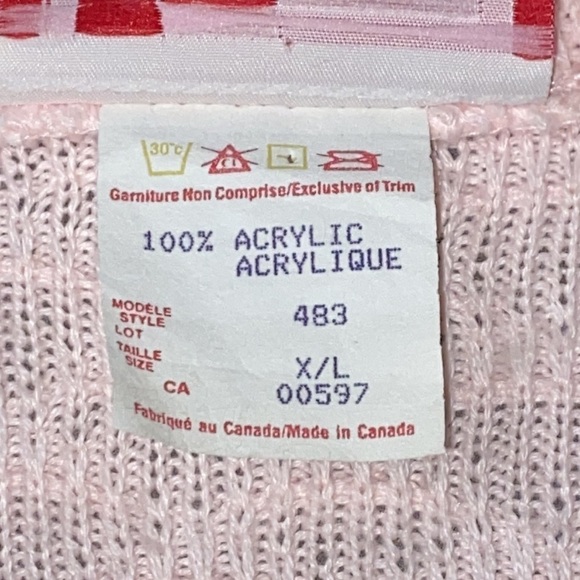 30°c
Cl
Garniture Non Comprise/Exclusive of Trim
100% ACRYLIC
ACRYLIQUE
MODÈLE
STYLE 483
LOT
TAILLE
SIZE X/L
CA 00597
Fabriqué au Canada/Made in Canada